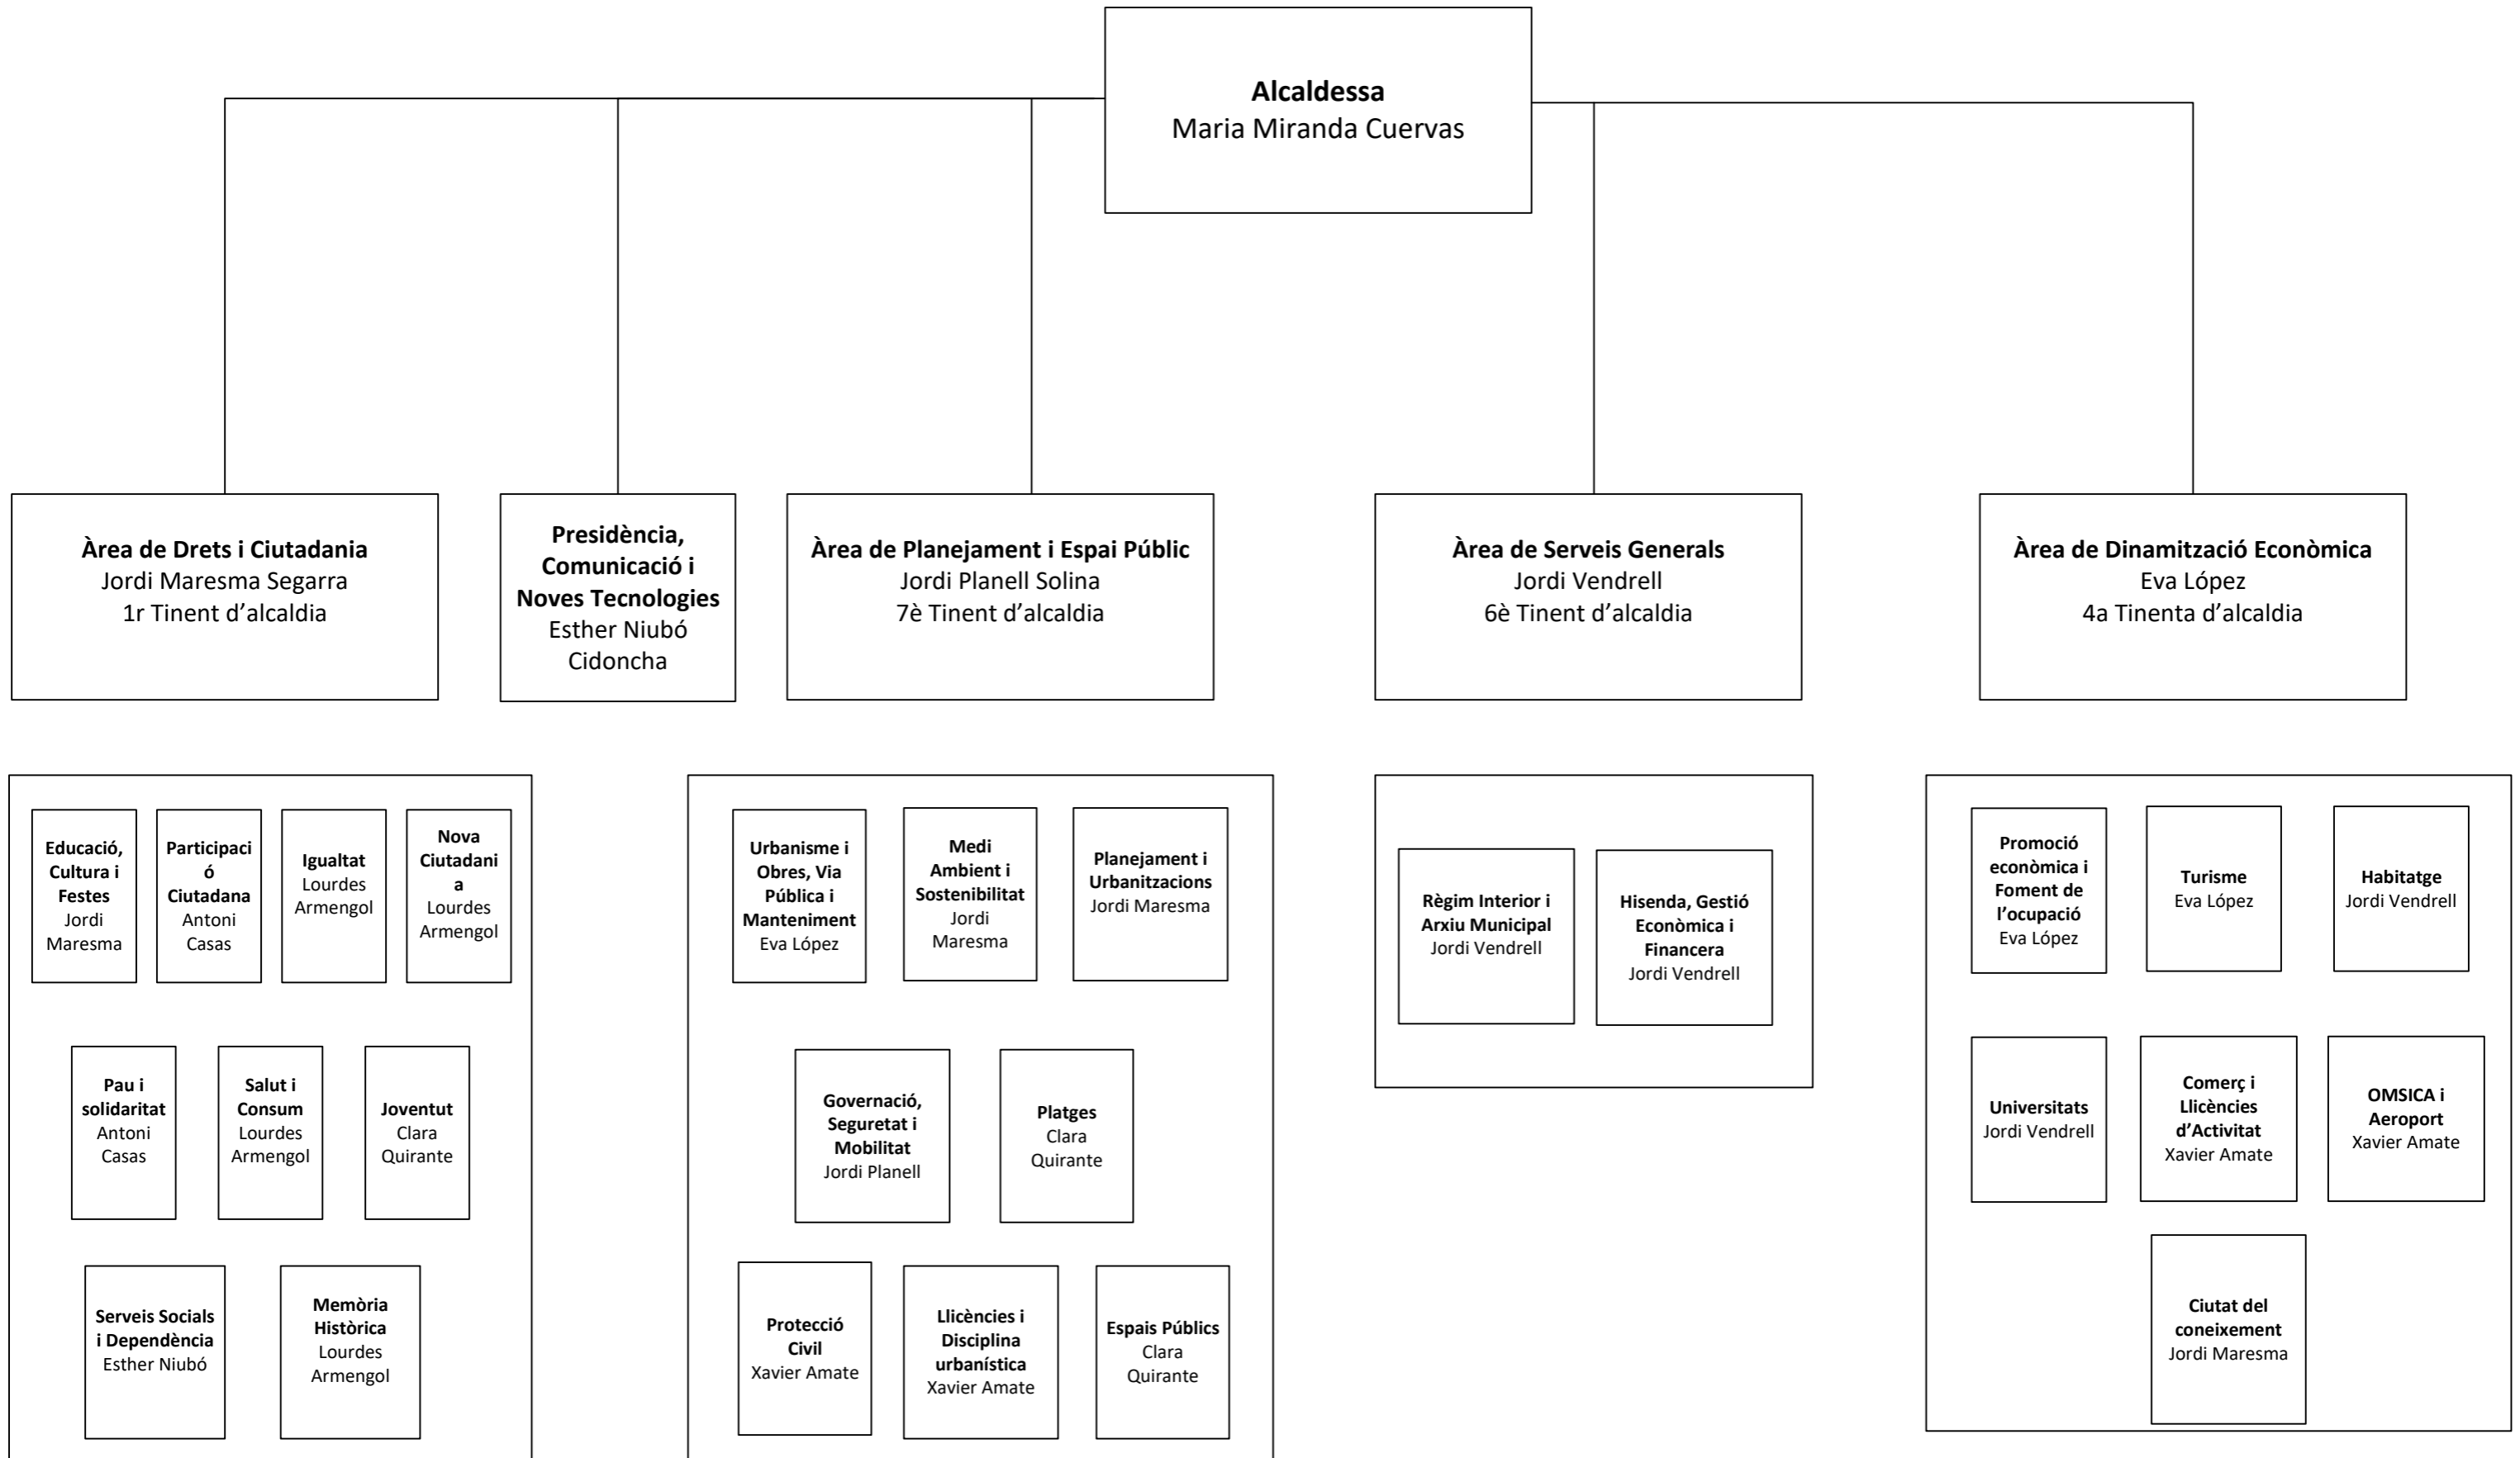 Alcaldessa
Maria Miranda Cuervas
Àrea de Drets i Ciutadania
Jordi Maresma Segarra
1r Tinent d’alcaldia
Presidència,
Comunicació i
Noves Tecnologies
Esther Niubó
Cidoncha
Àrea de Planejament i Espai Públic
Jordi Planell Solina
7è Tinent d’alcaldia
Àrea de Serveis Generals
Jordi Vendrell
6è Tinent d’alcaldia
Àrea de Dinamització Econòmica
Eva López
4a Tinenta d’alcaldia
Educació,
Cultura i
Festes
Jordi
Maresma
Participaci
ó
Ciutadana
Antoni
Casas
Igualtat
Lourdes
Armengol
Nova
Ciutadani
a
Lourdes
Armengol
Pau i
solidaritat
Antoni
Casas
Salut i
Consum
Lourdes
Armengol
Joventut
Clara
Quirante
Serveis Socials
i Dependència
Esther Niubó
Memòria
Històrica
Lourdes
Armengol
Urbanisme i
Obres, Via
Pública i
Manteniment
Eva López
Medi
Ambient i
Sostenibilitat
Jordi
Maresma
Planejament i
Urbanitzacions
Jordi Maresma
Governació,
Seguretat i
Mobilitat
Jordi Planell
Platges
Clara
Quirante
Protecció
Civil
Xavier Amate
Llicències i
Disciplina
urbanística
Xavier Amate
Espais Públics
Clara
Quirante
Règim Interior i
Arxiu Municipal
Jordi Vendrell
Hisenda, Gestió
Econòmica i
Financera
Jordi Vendrell
Promoció
econòmica i
Foment de
l’ocupació
Eva López
Turisme
Eva López
Habitatge
Jordi Vendrell
Universitats
Jordi Vendrell
Comerç i
Llicències
d’Activitat
Xavier Amate
OMSICA i
Aeroport
Xavier Amate
Ciutat del
coneixement
Jordi Maresma